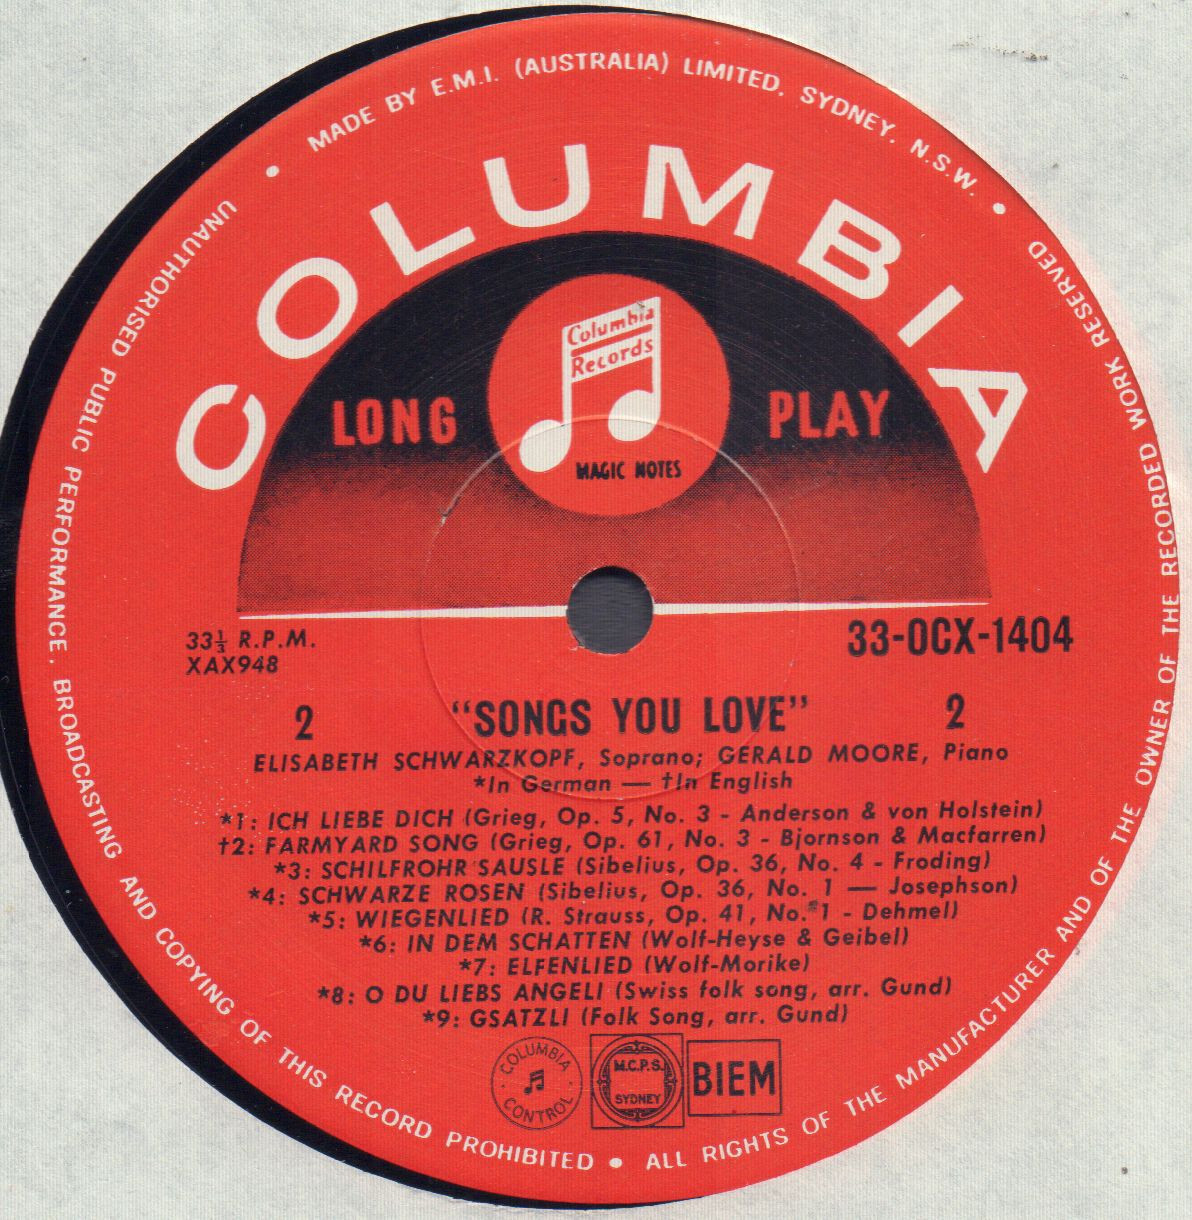 MADE BY E.M.I. (AUSTRALIA) LIMITED, SYDNEY, N.S.W.
COLUMBIA
Columbia
Records
LONG PLAY
MAGIC NOTES
33⅓ R.P.M.
XAX948
33-OCX-1404
2 "SONGS YOU LOVE" 2
ELISABETH SCHWARZKOPF, Soprano; GERALD MOORE, Piano
*In German — †In English
*1: ICH LIEBE DICH (Grieg, Op. 5, No. 3 - Anderson & von Holstein)
†2: FARMYARD SONG (Grieg, Op. 61, No. 3 - Bjornson & Macfarren)
*3: SCHILFROHR SAUSLE (Sibelius, Op. 36, No. 4 - Froding)
*4: SCHWARZE ROSEN (Sibelius, Op. 36, No. 1 — Josephson)
*5: WIEGENLIED (R. Strauss, Op. 41, No. 1 - Dehmel)
*6: IN DEM SCHATTEN (Wolf-Heyse & Geibel)
*7: ELFENLIED (Wolf-Morike)
*8: O DU LIEBS ANGELI (Swiss folk song, arr. Gund)
*9: GSATZLI (Folk Song, arr. Gund)
COLUMBIA CONTROL
M.C.P.S.
SYDNEY
BIEM
UNAUTHORISED PUBLIC PERFORMANCE, BROADCASTING AND COPYING OF THIS RECORD PROHIBITED • ALL RIGHTS OF THE MANUFACTURER AND OF THE OWNER OF THE RECORDED WORK RESERVED